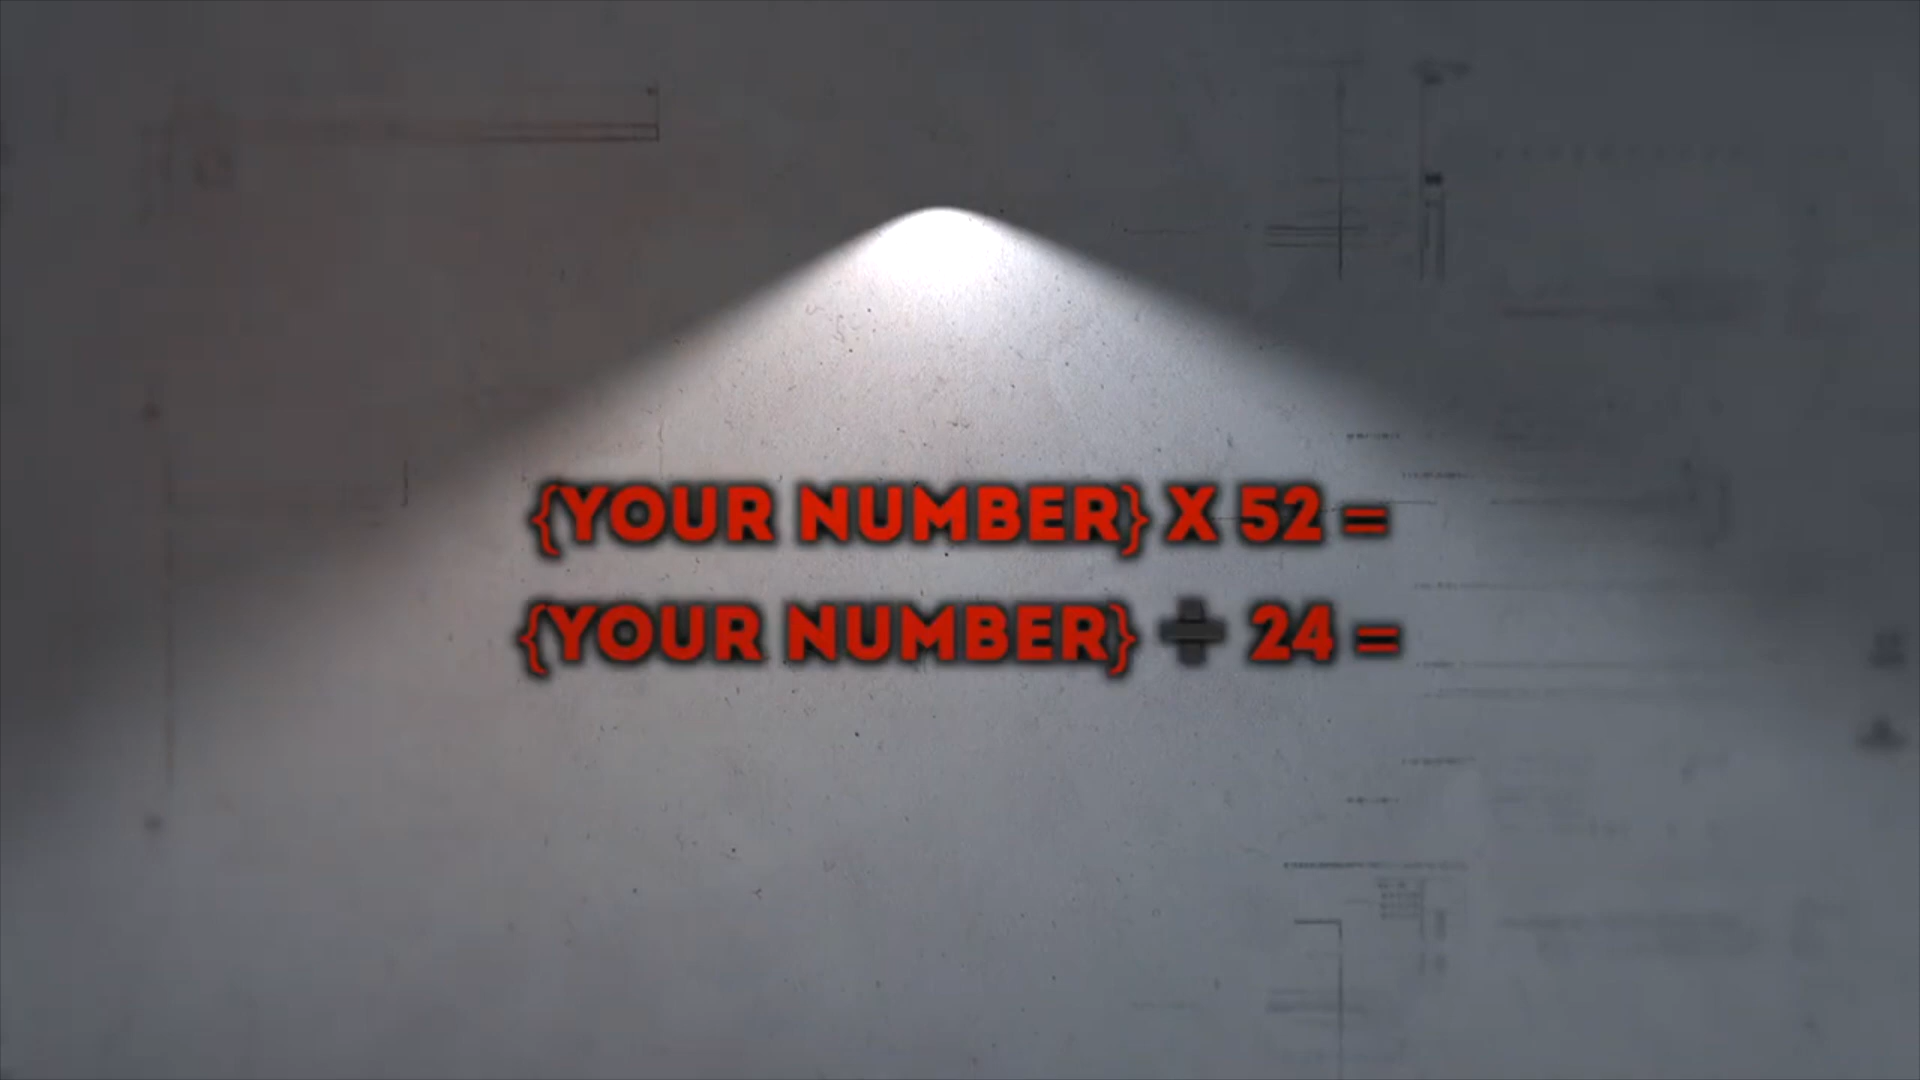 {YOUR NUMBER} X 52 =
{YOUR NUMBER} ➗ 24 =